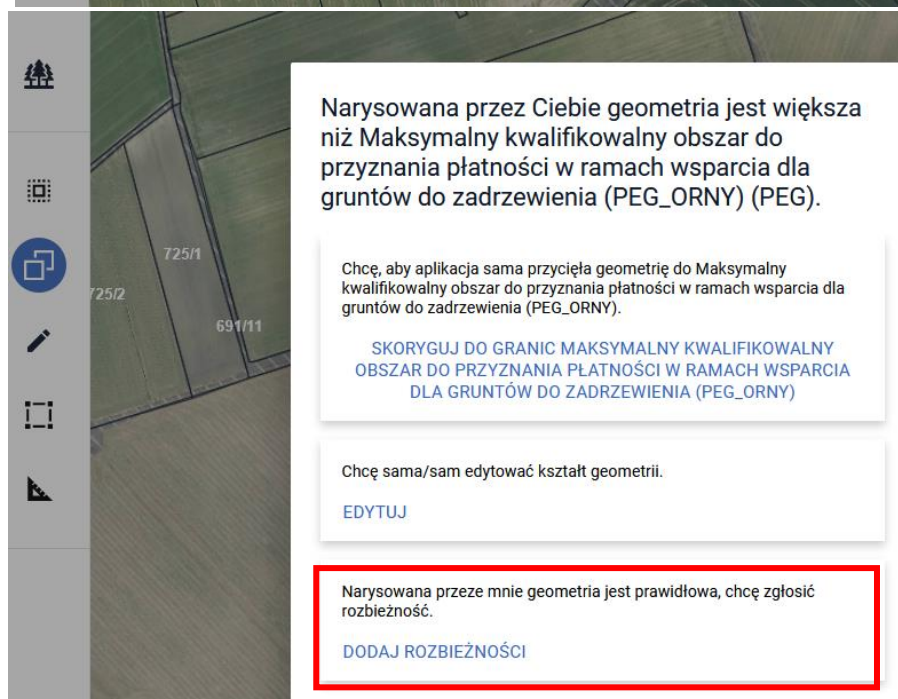 Narysowana przez Ciebie geometria jest większa
niż Maksymalny kwalifikowalny obszar do
przyznania płatności w ramach wsparcia dla
gruntów do zadrzewienia (PEG_ORNY) (PEG).
Chcę, aby aplikacja sama przycięła geometrię do Maksymalny
kwalifikowalny obszar do przyznania płatności w ramach wsparcia dla
gruntów do zadrzewienia (PEG_ORNY).
SKORYGUJ DO GRANIC MAKSYMALNY KWALIFIKOWALNY
OBSZAR DO PRZYZNANIA PŁATNOŚCI W RAMACH WSPARCIA
DLA GRUNTÓW DO ZADRZEWIENIA (PEG_ORNY)
Chcę sama/sam edytować kształt geometrii.
EDYTUJ
Narysowana przeze mnie geometria jest prawidłowa, chcę zgłosić
rozbieżność.
DODAJ ROZBIEŻNOŚCI
725/1
725/2
691/11